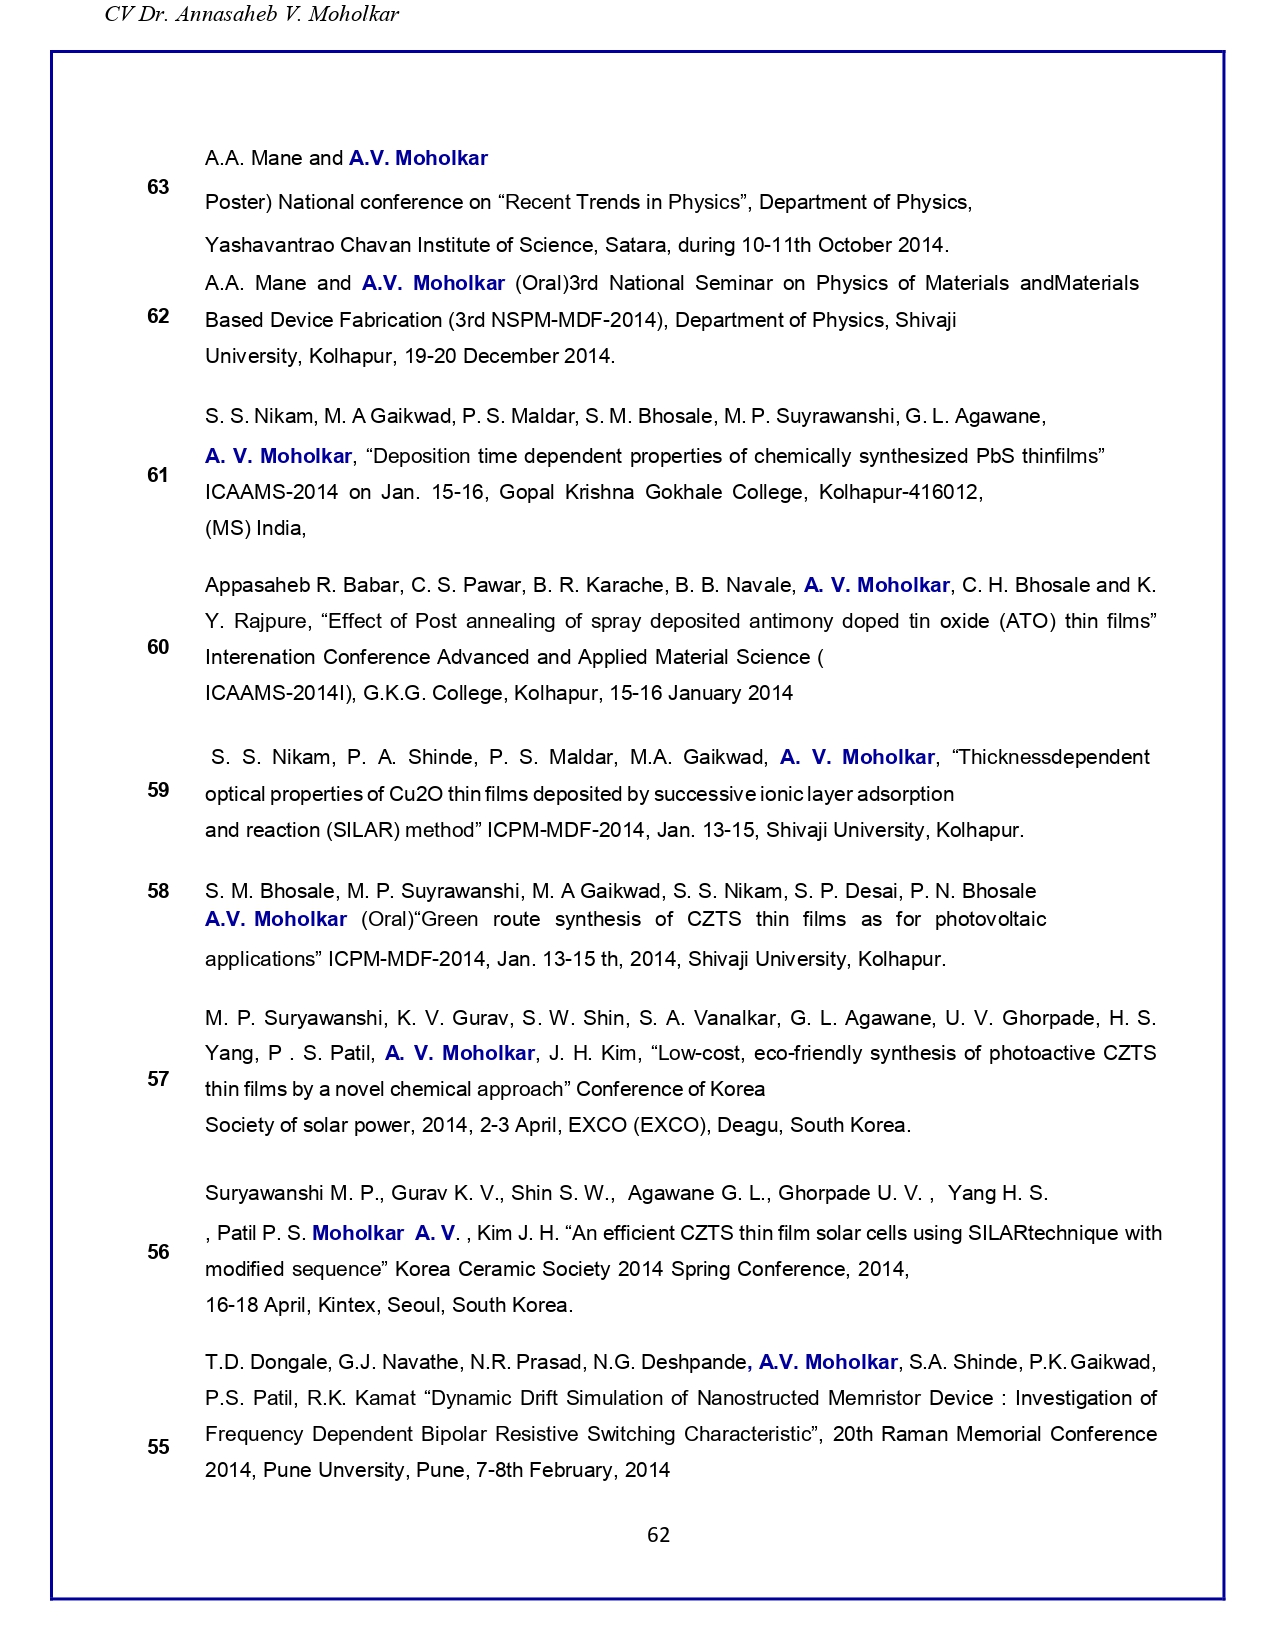 CV Dr. Annasaheb V. Moholkar
A.A. Mane and A.V. Moholkar
63
Poster) National conference on “Recent Trends in Physics”, Department of Physics,
Yashavantrao Chavan Institute of Science, Satara, during 10-11th October 2014.
A.A. Mane and A.V. Moholkar (Oral)3rd National Seminar on Physics of Materials andMaterials
62 Based Device Fabrication (3rd NSPM-MDF-2014), Department of Physics, Shivaji
University, Kolhapur, 19-20 December 2014.
S. S. Nikam, M. A Gaikwad, P. S. Maldar, S. M. Bhosale, M. P. Suyrawanshi, G. L. Agawane,
A. V. Moholkar, “Deposition time dependent properties of chemically synthesized PbS thinfilms”
61
ICAAMS-2014 on Jan. 15-16, Gopal Krishna Gokhale College, Kolhapur-416012,
(MS) India,
Appasaheb R. Babar, C. S. Pawar, B. R. Karache, B. B. Navale, A. V. Moholkar, C. H. Bhosale and K.
Y. Rajpure, “Effect of Post annealing of spray deposited antimony doped tin oxide (ATO) thin films”
60 Interenation Conference Advanced and Applied Material Science (
ICAAMS-2014I), G.K.G. College, Kolhapur, 15-16 January 2014
S. S. Nikam, P. A. Shinde, P. S. Maldar, M.A. Gaikwad, A. V. Moholkar, “Thicknessdependent
59 optical properties of Cu2O thin films deposited by successive ionic layer adsorption
and reaction (SILAR) method” ICPM-MDF-2014, Jan. 13-15, Shivaji University, Kolhapur.
58 S. M. Bhosale, M. P. Suyrawanshi, M. A Gaikwad, S. S. Nikam, S. P. Desai, P. N. Bhosale
A.V. Moholkar (Oral)“Green route synthesis of CZTS thin films as for photovoltaic
applications” ICPM-MDF-2014, Jan. 13-15 th, 2014, Shivaji University, Kolhapur.
M. P. Suryawanshi, K. V. Gurav, S. W. Shin, S. A. Vanalkar, G. L. Agawane, U. V. Ghorpade, H. S.
Yang, P . S. Patil, A. V. Moholkar, J. H. Kim, “Low-cost, eco-friendly synthesis of photoactive CZTS
57 thin films by a novel chemical approach” Conference of Korea
Society of solar power, 2014, 2-3 April, EXCO (EXCO), Deagu, South Korea.
Suryawanshi M. P., Gurav K. V., Shin S. W., Agawane G. L., Ghorpade U. V. , Yang H. S.
, Patil P. S. Moholkar A. V. , Kim J. H. “An efficient CZTS thin film solar cells using SILARtechnique with
56
modified sequence” Korea Ceramic Society 2014 Spring Conference, 2014,
16-18 April, Kintex, Seoul, South Korea.
T.D. Dongale, G.J. Navathe, N.R. Prasad, N.G. Deshpande, A.V. Moholkar, S.A. Shinde, P.K. Gaikwad,
P.S. Patil, R.K. Kamat “Dynamic Drift Simulation of Nanostructed Memristor Device : Investigation of
Frequency Dependent Bipolar Resistive Switching Characteristic”, 20th Raman Memorial Conference
55
2014, Pune Unversity, Pune, 7-8th February, 2014
62